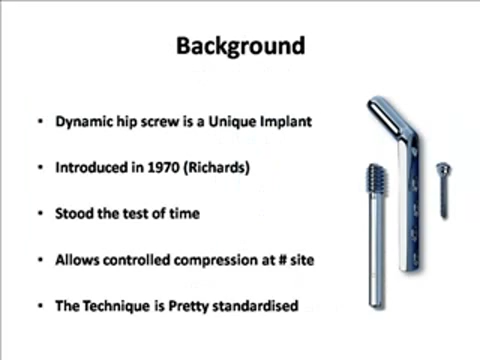 Background
• Dynamic hip screw is a Unique Implant
• Introduced in 1970 (Richards)
• Stood the test of time
• Allows controlled compression at # site
• The Technique is Pretty standardised